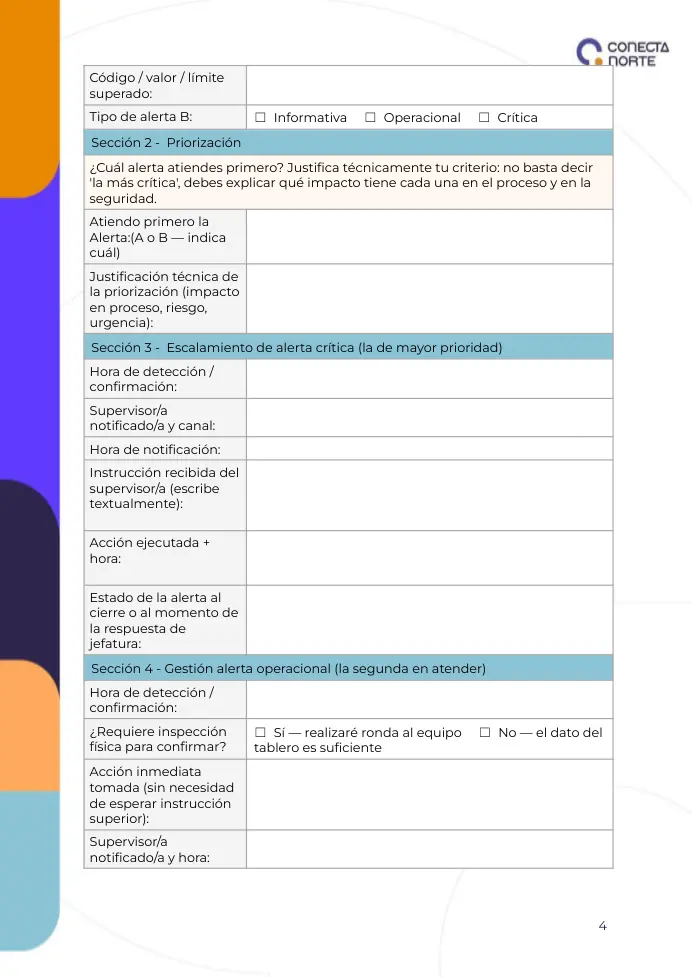 CONECTA
NORTE
Código / valor / límite
superado:
Tipo de alerta B:
☐ Informativa ☐ Operacional ☐ Crítica
Sección 2 - Priorización
¿Cuál alerta atiendes primero? Justifica técnicamente tu criterio: no basta decir
'la más crítica', debes explicar qué impacto tiene cada una en el proceso y en la
seguridad.
Atiendo primero la
Alerta:(A o B — indica
cuál)
Justificación técnica de
la priorización (impacto
en proceso, riesgo,
urgencia):
Sección 3 - Escalamiento de alerta crítica (la de mayor prioridad)
Hora de detección /
confirmación:
Supervisor/a
notificado/a y canal:
Hora de notificación:
Instrucción recibida del
supervisor/a (escribe
textualmente):
Acción ejecutada +
hora:
Estado de la alerta al
cierre o al momento de
la respuesta de
jefatura:
Sección 4 - Gestión alerta operacional (la segunda en atender)
Hora de detección /
confirmación:
¿Requiere inspección
física para confirmar?
☐ Sí — realizaré ronda al equipo ☐ No — el dato del
tablero es suficiente
Acción inmediata
tomada (sin necesidad
de esperar instrucción
superior):
Supervisor/a
notificado/a y hora:
4